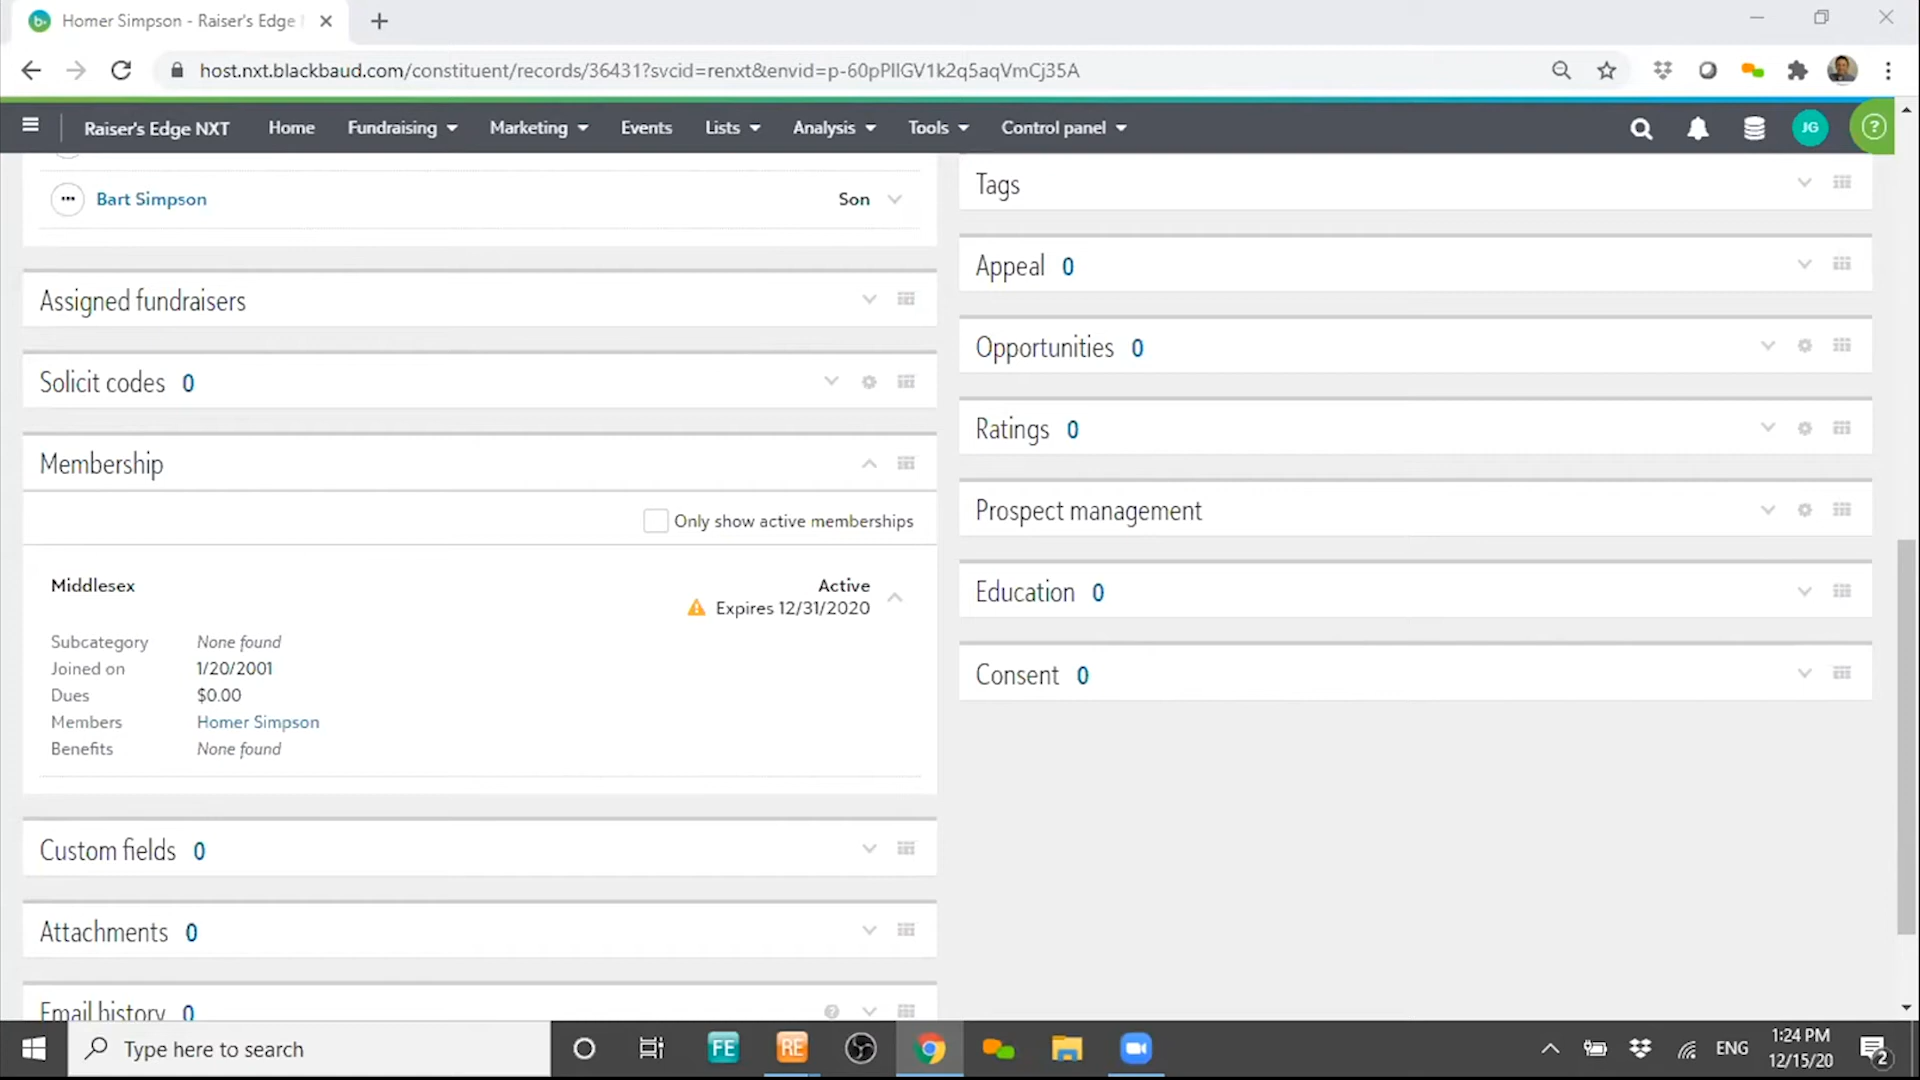 Homer Simpson - Raiser's Edge
host.nxt.blackbaud.com/constituent/records/36431?svcid=renxt&envid=p-60pPIlGV1k2q5aqVmCj35A
Raiser's Edge NXT Home Fundraising Marketing Events Lists Analysis Tools Control panel JG
Bart Simpson Son
Assigned fundraisers
Solicit codes 0
Membership
Only show active memberships
Middlesex Active
Expires 12/31/2020
Subcategory None found
Joined on 1/20/2001
Dues $0.00
Members Homer Simpson
Benefits None found
Custom fields 0
Attachments 0
Email history 0
Tags
Appeal 0
Opportunities 0
Ratings 0
Prospect management
Education 0
Consent 0
Type here to search
FE
RE
ENG
1:24 PM
12/15/20
2